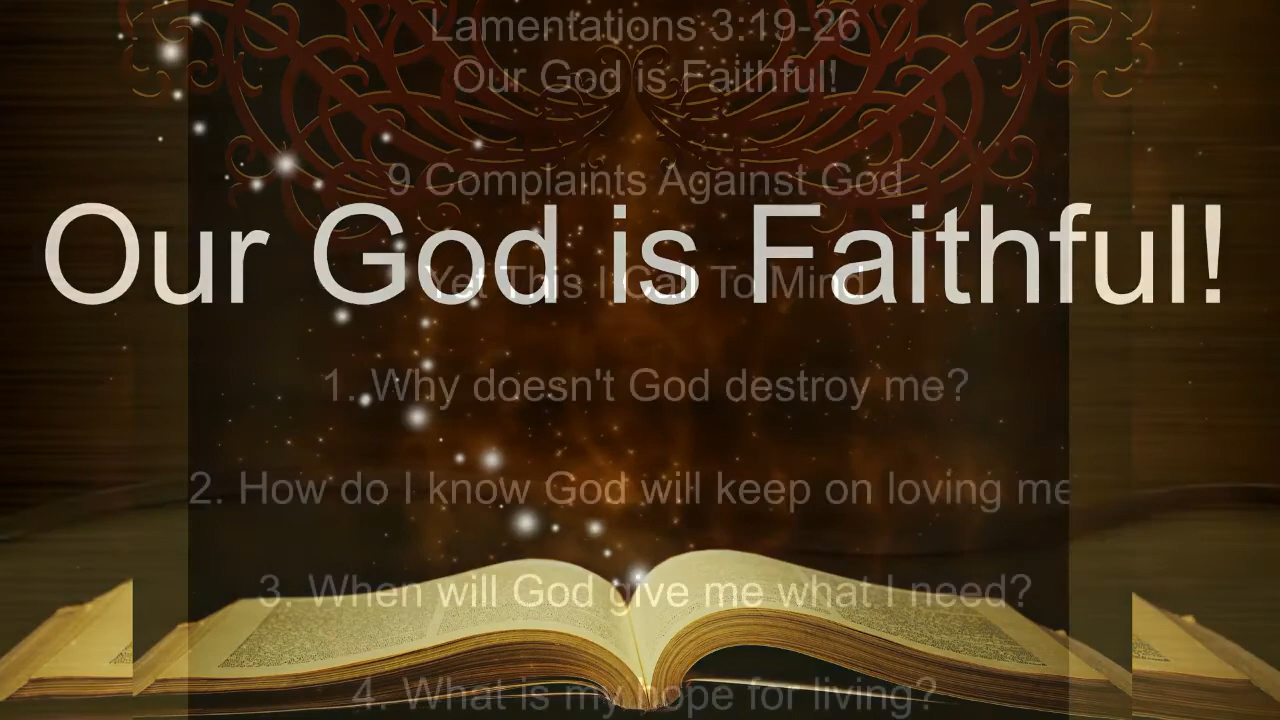 Lamentations 3:19-26
Our God is Faithful!
9 Complaints Against God
Our God is Faithful!
Yet This I Call To Mind
1. Why doesn't God destroy me?
2. How do I know God will keep on loving me
3. When will God give me what I need?
4. What is my hope for living?